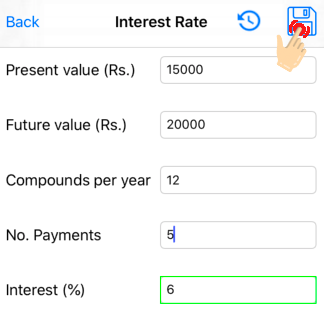 Back Interest Rate
Present value (Rs.) 15000
Future value (Rs.) 20000
Compounds per year 12
No. Payments 5
Interest (%) 6